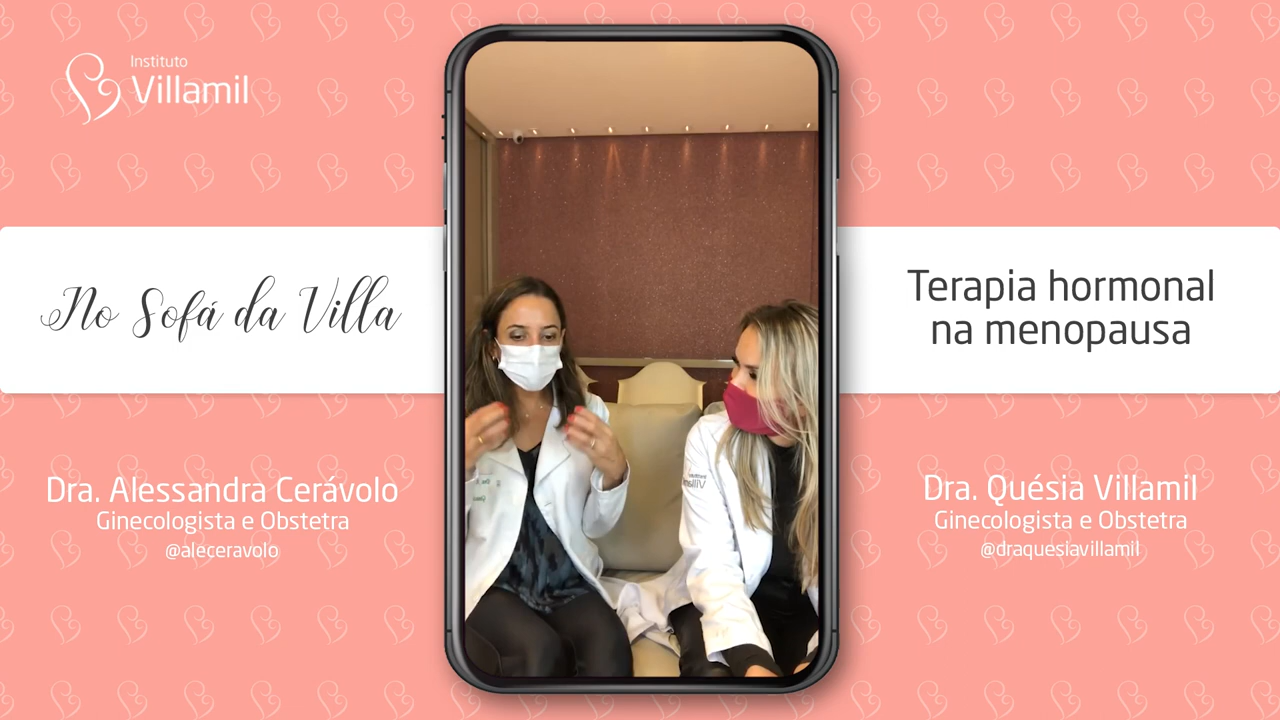 Instituto
Villamil
No Sofá da Villa
Terapia hormonal
na menopausa
Dra. Alessandra Cerávolo
Ginecologista e Obstetra
@aleceravolo
Dra. Quésia Villamil
Ginecologista e Obstetra
@draquesiavillamil